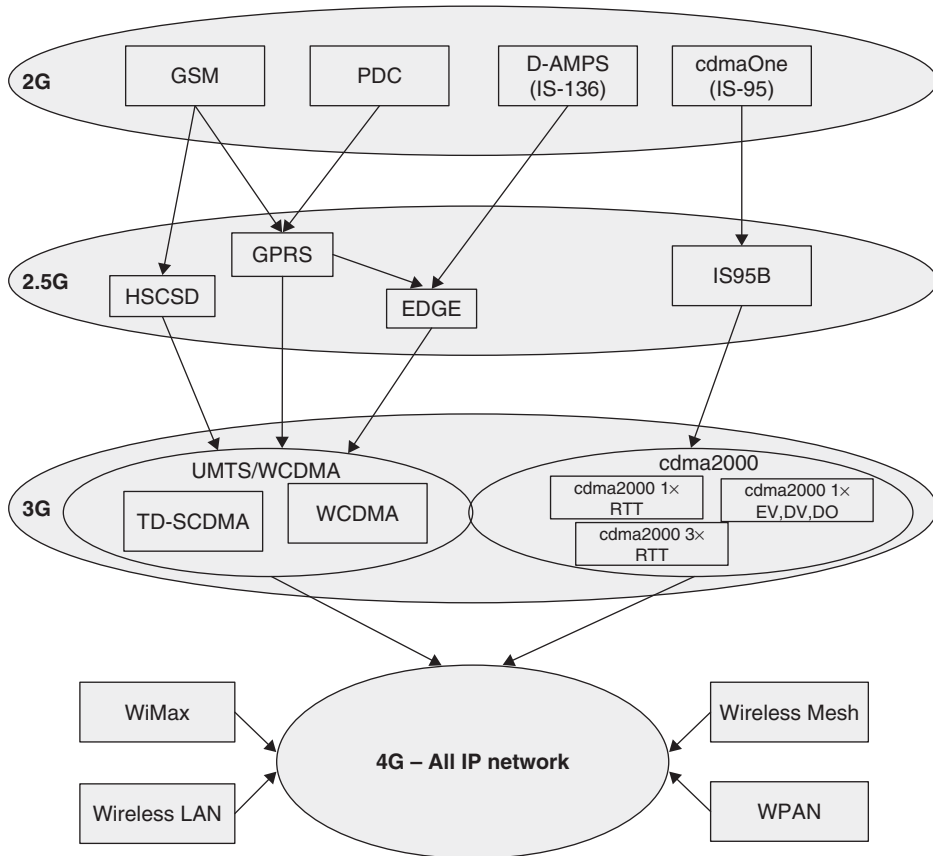 2G
GSM
PDC
D-AMPS
(IS-136)
cdmaOne
(IS-95)
2.5G
GPRS
HSCSD
EDGE
IS95B
3G
UMTS/WCDMA
TD-SCDMA
WCDMA
cdma2000
cdma2000 1×
RTT
cdma2000 1×
EV,DV,DO
cdma2000 3×
RTT
WiMax
Wireless LAN
4G – All IP network
Wireless Mesh
WPAN